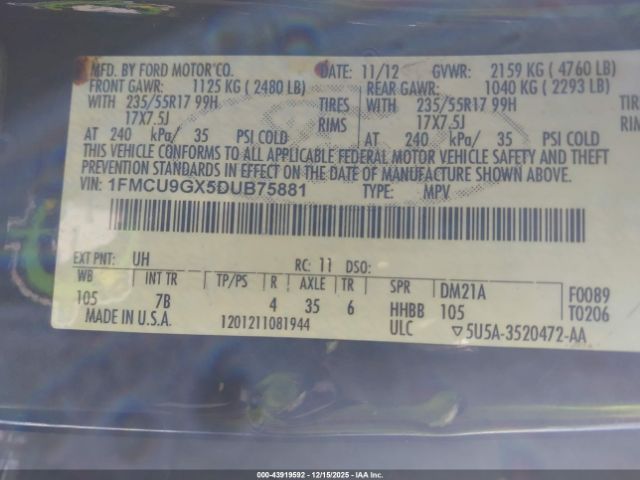 MFD. BY FORD MOTOR CO. DATE: 11/12 GVWR: 2159 KG (4760 LB)
FRONT GAWR: 1125 KG (2480 LB) REAR GAWR: 1040 KG (2293 LB)
WITH 235/55R17 99H TIRES WITH 235/55R17 99H TIRES
17X7.5J RIMS 17X7.5J RIMS
AT 240 kPa/ 35 PSI COLD AT 240 kPa/ 35 PSI COLD
THIS VEHICLE CONFORMS TO ALL APPLICABLE FEDERAL MOTOR VEHICLE SAFETY AND THEFT
PREVENTION STANDARDS IN EFFECT ON THE DATE OF MANUFACTURE SHOWN ABOVE.
VIN: 1FMCU9GX5DUB75881 TYPE: MPV
EXT PNT: UH RC: 11 DSO:
WB INT TR TP/PS R AXLE TR SPR DM21A F0089
105 7B 4 35 6 HHBB 105 T0206
MADE IN U.S.A. 1201211081944 ULC ▽5U5A-3520472-AA
000-43919592 - 12/15/2025 - IAAI.CA